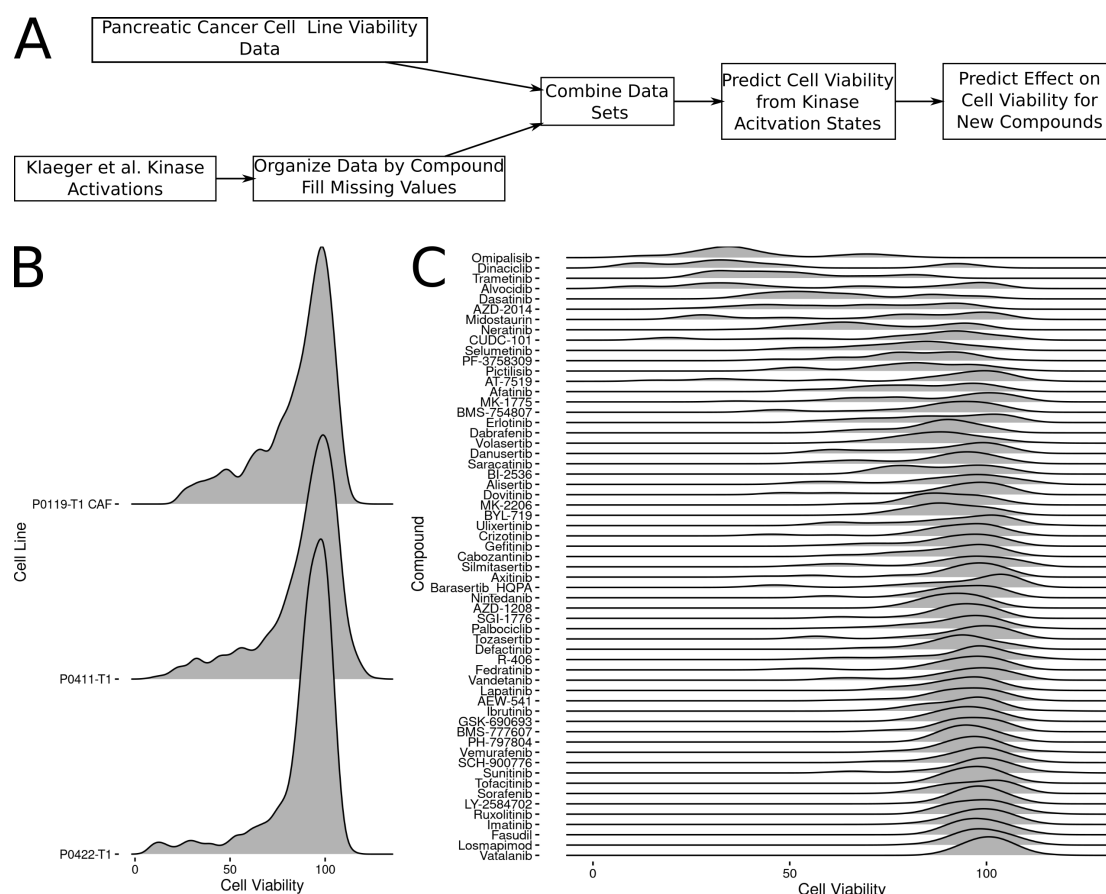 A
Pancreatic Cancer Cell Line Viability
Data
Combine Data
Sets
Predict Cell Viability
from Kinase
Acitvation States
Predict Effect on
Cell Viability for
New Compounds
Klaeger et al. Kinase
Activations
Organize Data by Compound
Fill Missing Values
B
Cell Line
P0119-T1 CAF
P0411-T1
P0422-T1
0 50 100
Cell Viability
C
Compound
Omipalisib
Dinaciclib
Trametinib
Alvocidib
Dasatinib
AZD-2014
Midostaurin
Neratinib
CUDC-101
Selumetinib
PF-3758309
Pictilisib
AT-7519
Afatinib
MK-1775
BMS-754807
Erlotinib
Dabrafenib
Volasertib
Danusertib
Saracatinib
BI-2536
Alisertib
Dovitinib
MK-2206
BYL-719
Ulixertinib
Crizotinib
Gefitinib
Cabozantinib
Silmitasertib
Axitinib
Barasertib HQPA
Nintedanib
AZD-1208
SGI-1776
Palbociclib
Tozasertib
Defactinib
R-406
Fedratinib
Vandetanib
Lapatinib
AEW-541
Ibrutinib
GSK-690693
BMS-777607
PH-797804
Vemurafenib
SCH-900776
Sunitinib
Tofacitinib
Sorafenib
LY-2584702
Ruxolitinib
Imatinib
Fasudil
Losmapimod
Vatalanib
0 50 100
Cell Viability